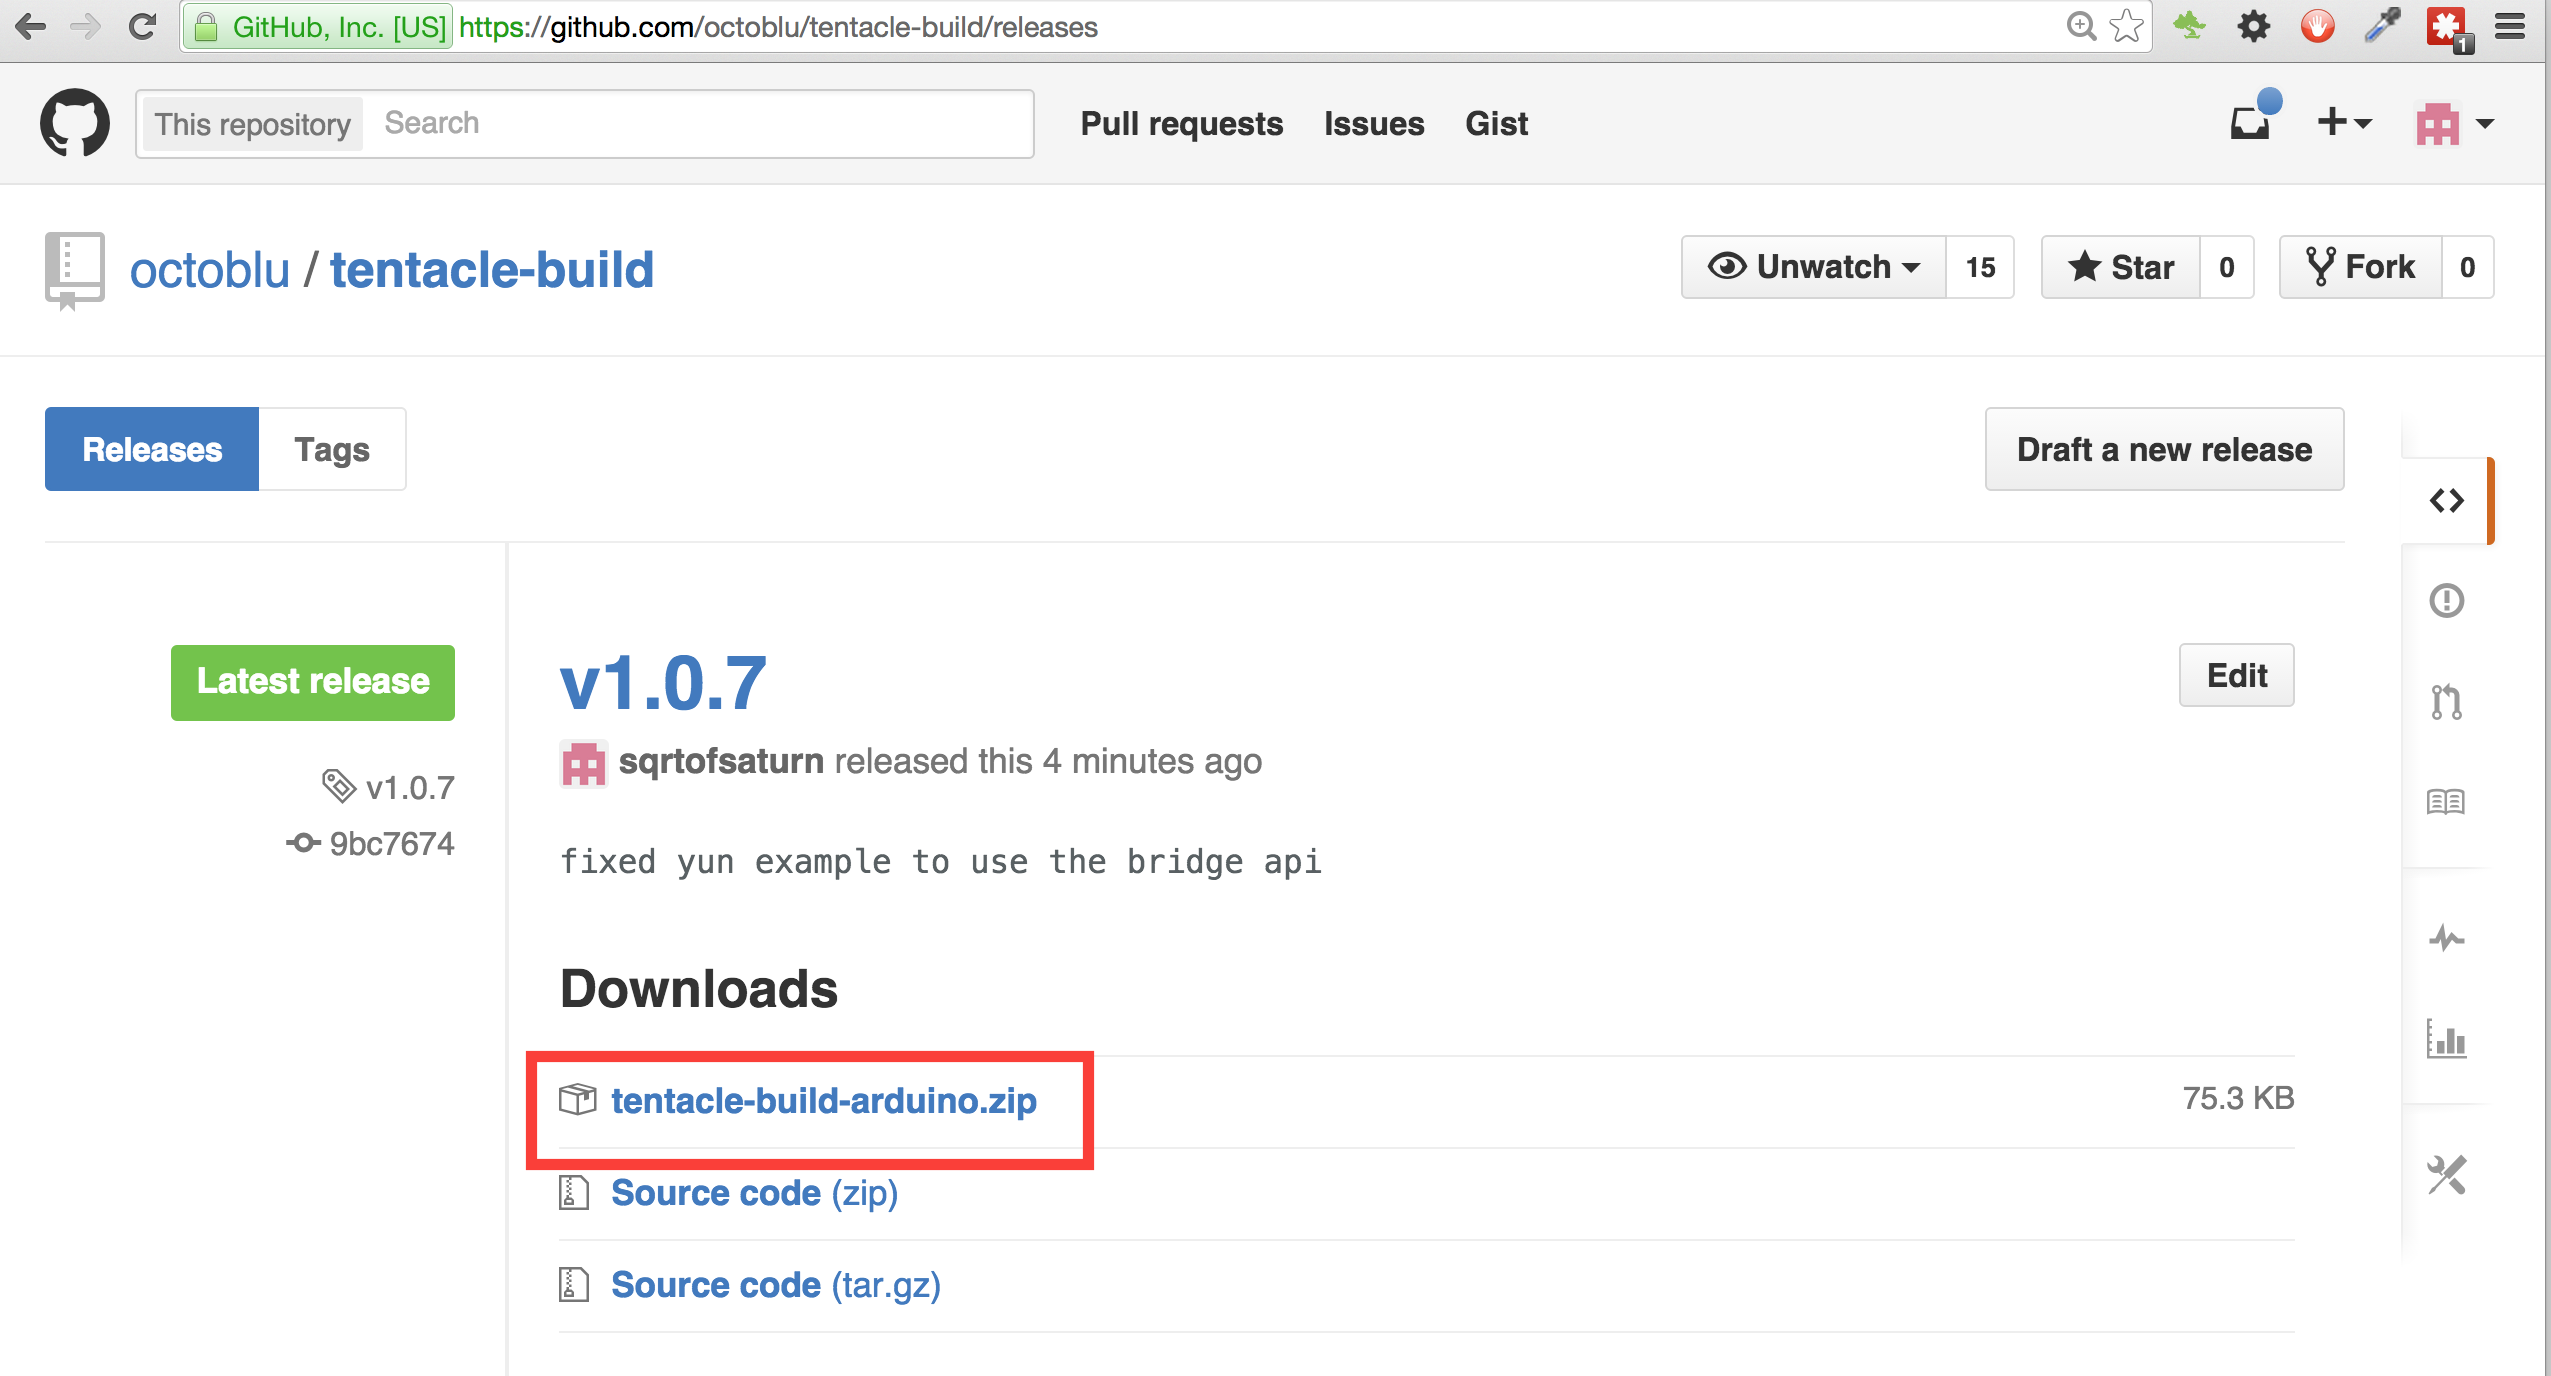 GitHub, Inc. [US] https://github.com/octoblu/tentacle-build/releases
1
This repository Search Pull requests Issues Gist
octoblu / tentacle-build Unwatch 15 Star 0 Fork 0
Releases Tags Draft a new release
Latest release v1.0.7 Edit
sqrtofsaturn released this 4 minutes ago
v1.0.7
9bc7674
fixed yun example to use the bridge api
Downloads
tentacle-build-arduino.zip 75.3 KB
Source code (zip)
Source code (tar.gz)